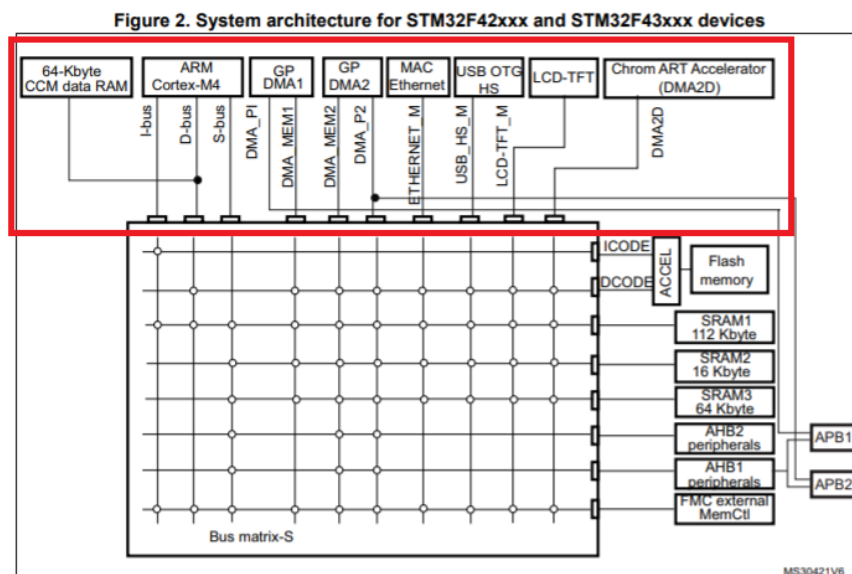 Figure 2. System architecture for STM32F42xxx and STM32F43xxx devices
64-Kbyte
CCM data RAM
ARM
Cortex-M4
GP
DMA1
GP
DMA2
MAC
Ethernet
USB OTG
HS
LCD-TFT
Chrom ART Accelerator
(DMA2D)
I-bus
D-bus
S-bus
DMA_PI
DMA_MEM1
DMA_MEM2
DMA_P2
ETHERNET_M
USB_HS_M
LCD-TFT_M
DMA2D
ICODE
DCODE
ACCEL
Flash
memory
SRAM1
112 Kbyte
SRAM2
16 Kbyte
SRAM3
64 Kbyte
AHB2
peripherals
AHB1
peripherals
FMC external
MemCtl
APB1
APB2
Bus matrix-S
MS30421V6